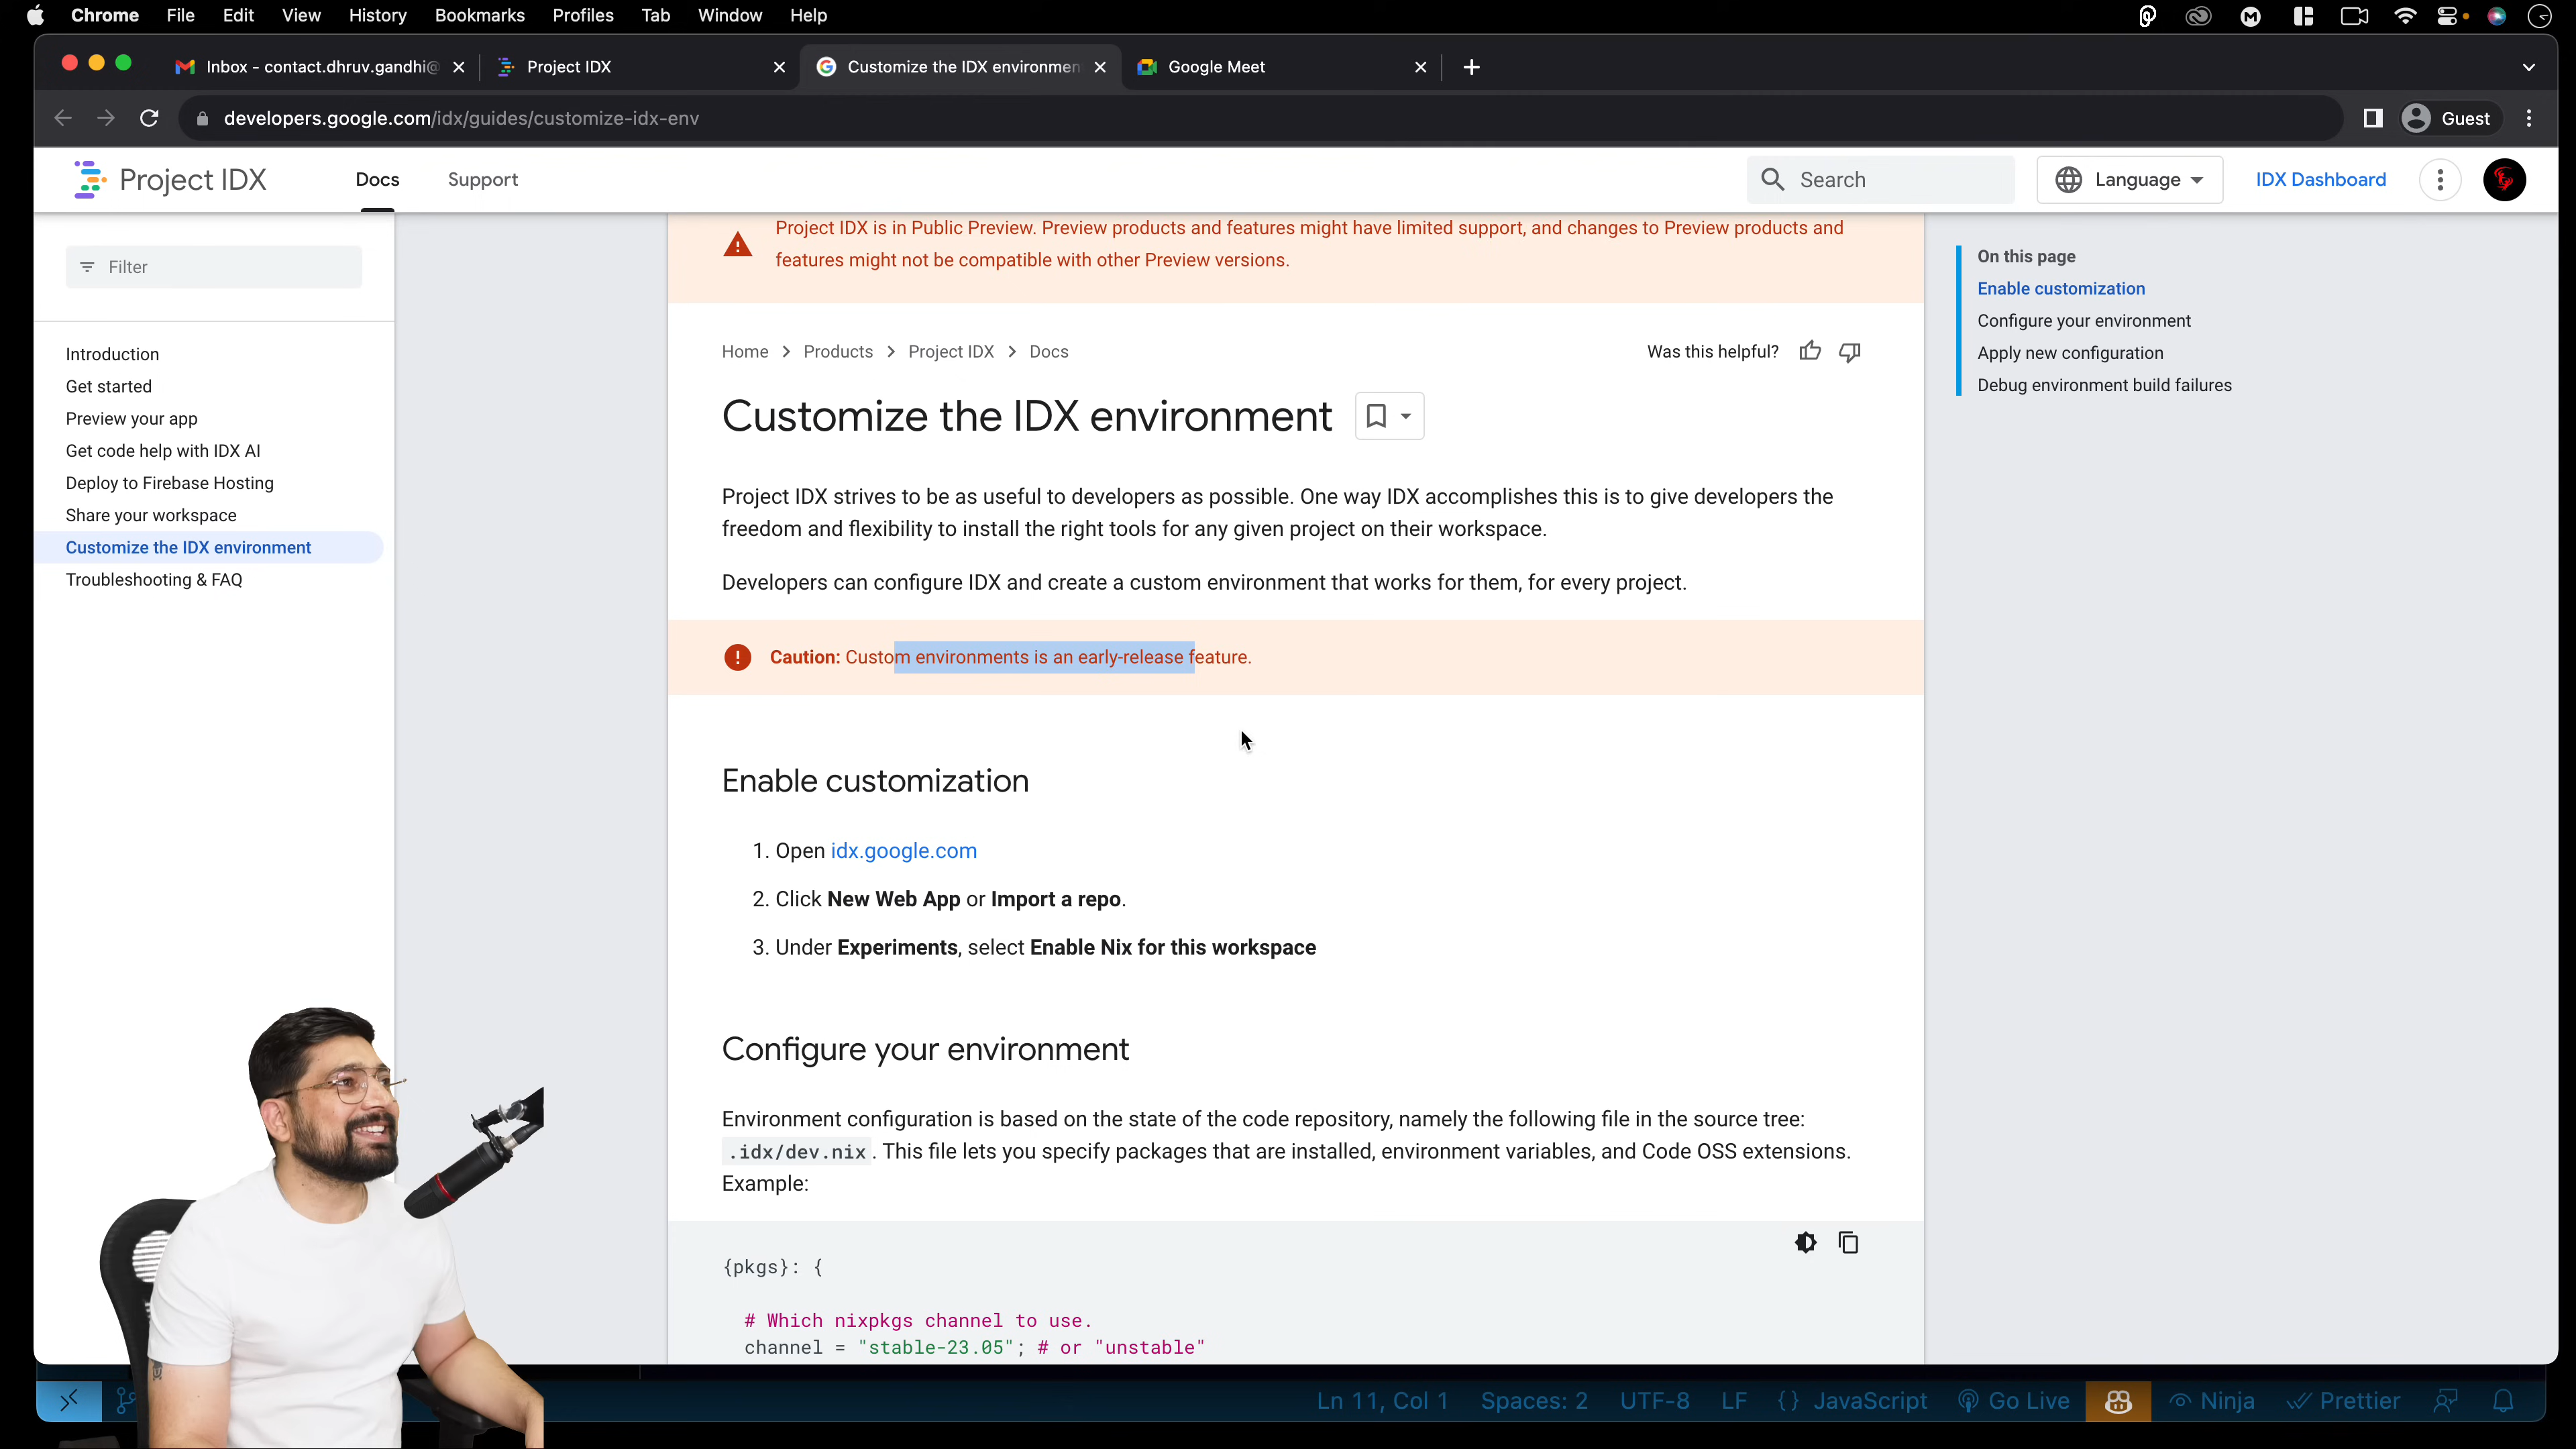 Chrome File Edit View History Bookmarks Profiles Tab Window Help
Inbox - contact.dhruv.gandhi@ Project IDX Customize the IDX environmen Google Meet
developers.google.com/idx/guides/customize-idx-env Guest
Project IDX Docs Support Search Language IDX Dashboard
Filter
Introduction
Get started
Preview your app
Get code help with IDX AI
Deploy to Firebase Hosting
Share your workspace
Customize the IDX environment
Troubleshooting & FAQ
Project IDX is in Public Preview. Preview products and features might have limited support, and changes to Preview products and
features might not be compatible with other Preview versions.
Home > Products > Project IDX > Docs
Was this helpful?
Customize the IDX environment
Project IDX strives to be as useful to developers as possible. One way IDX accomplishes this is to give developers the
freedom and flexibility to install the right tools for any given project on their workspace.
Developers can configure IDX and create a custom environment that works for them, for every project.
Caution: Custom environments is an early-release feature.
Enable customization
1. Open idx.google.com
2. Click New Web App or Import a repo.
3. Under Experiments, select Enable Nix for this workspace
Configure your environment
Environment configuration is based on the state of the code repository, namely the following file in the source tree:
.idx/dev.nix. This file lets you specify packages that are installed, environment variables, and Code OSS extensions.
Example:
{pkgs}: {
# Which nixpkgs channel to use.
channel = "stable-23.05"; # or "unstable"
On this page
Enable customization
Configure your environment
Apply new configuration
Debug environment build failures
Ln 11, Col 1 Spaces: 2 UTF-8 LF {} JavaScript Go Live Ninja Prettier